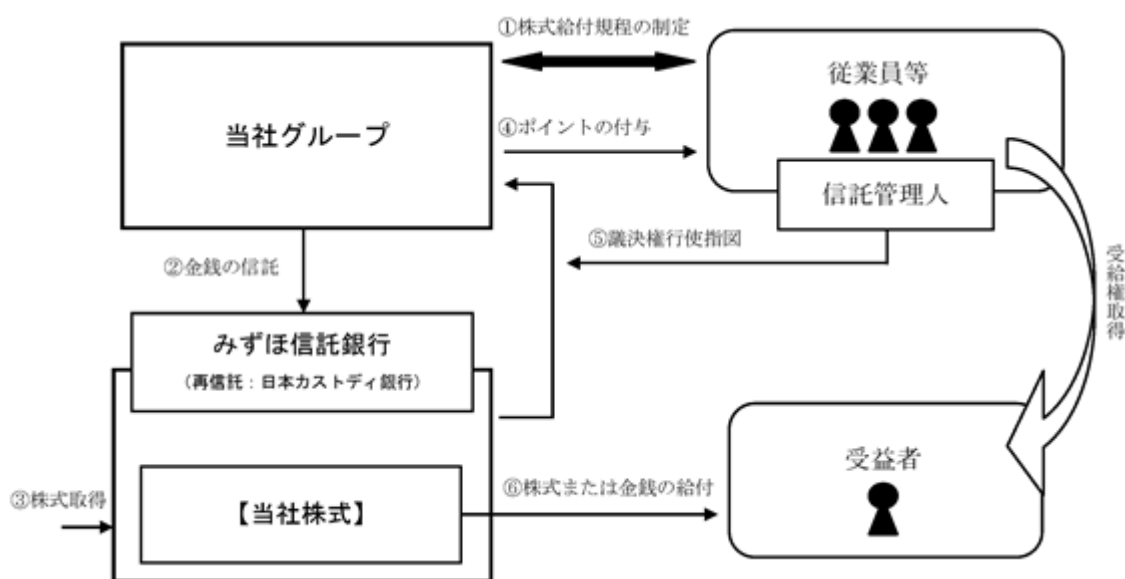 ①株式給付規程の制定
従業員等
当社グループ
④ポイントの付与
信託管理人
⑤議決権行使指図
②金銭の信託
受給権取得
みずほ信託銀行
(再信託：日本カストディ銀行)
受益者
③株式取得
【当社株式】
⑥株式または金銭の給付